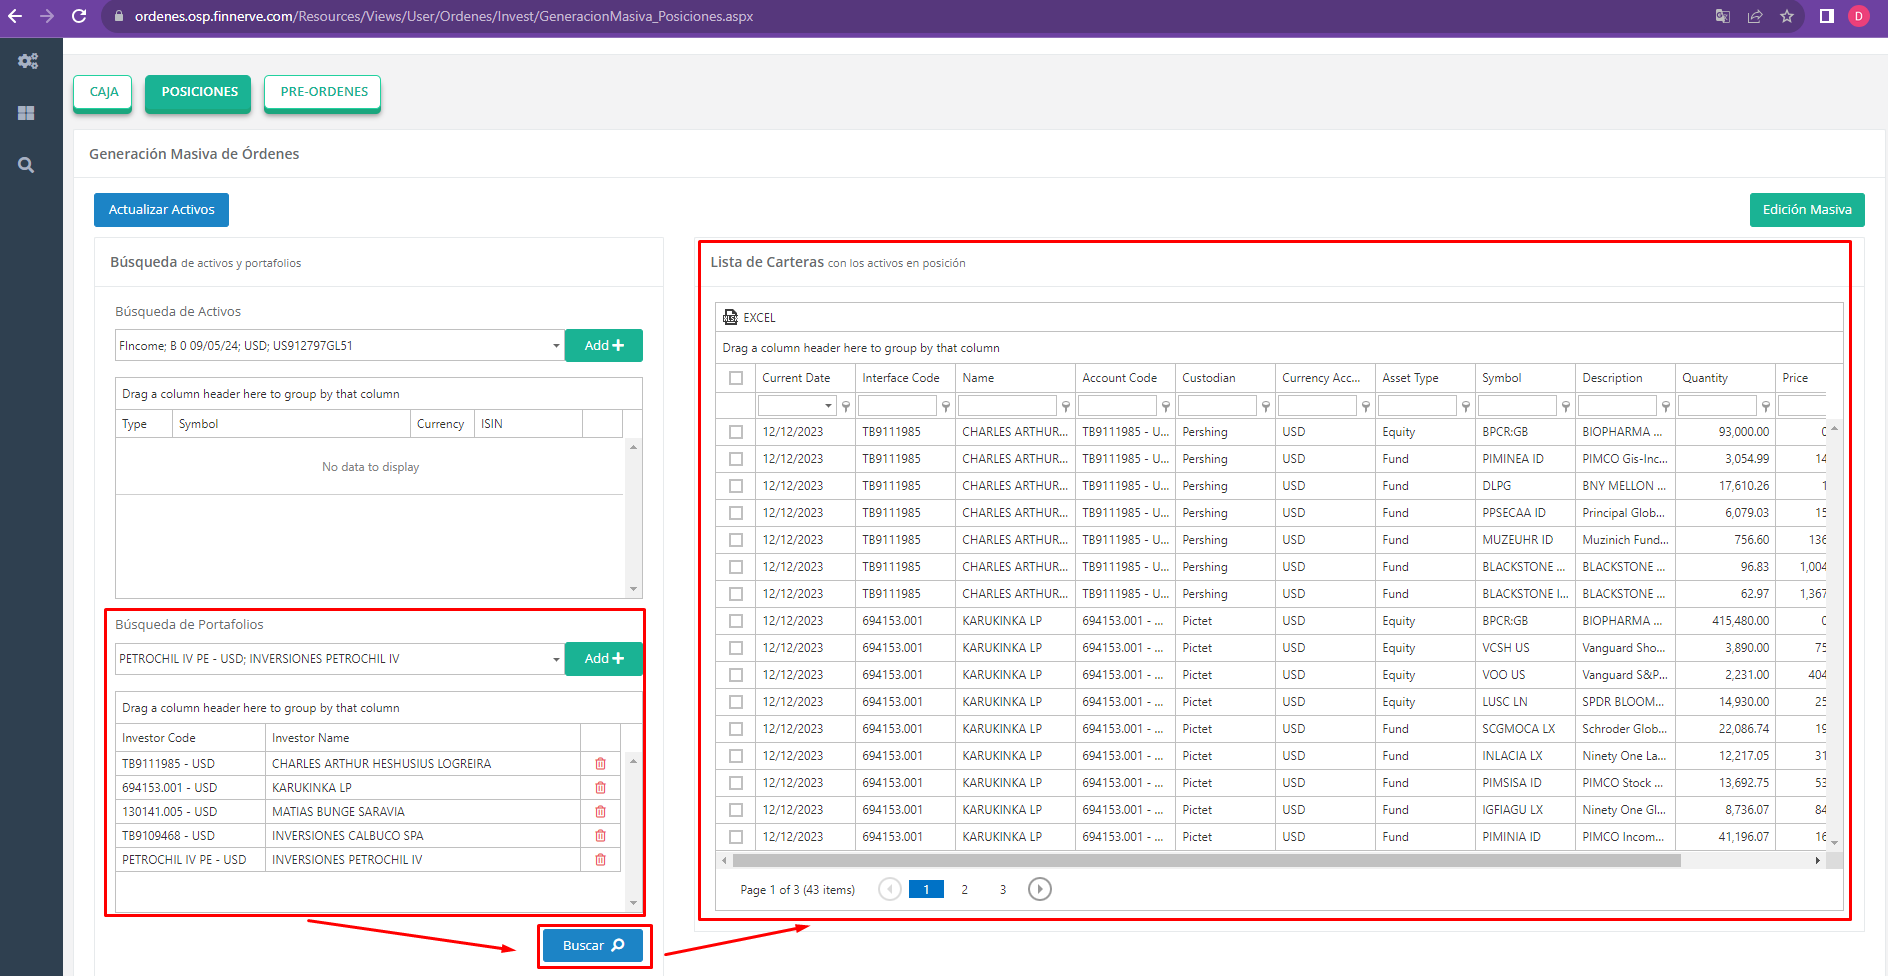 ordenes.osp.finnerve.com/Resources/Views/User/Ordenes/Invest/GeneracionMasiva_Posiciones.aspx
D
CAJA
POSICIONES
PRE-ORDENES
Generación Masiva de Órdenes
Actualizar Activos
Edición Masiva
Búsqueda de activos y portafolios
Búsqueda de Activos
FIncome; B 0 09/05/24; USD; US912797GL51
Add
Drag a column header here to group by that column
Type Symbol Currency ISIN
No data to display
Búsqueda de Portafolios
PETROCHIL IV PE - USD; INVERSIONES PETROCHIL IV
Add
Drag a column header here to group by that column
Investor Code Investor Name
TB9111985 - USD CHARLES ARTHUR HESHUSIUS LOGREIRA
694153.001 - USD KARUKINKA LP
130141.005 - USD MATIAS BUNGE SARAVIA
TB9109468 - USD INVERSIONES CALBUCO SPA
PETROCHIL IV PE - USD INVERSIONES PETROCHIL IV
Buscar
Lista de Carteras con los activos en posición
EXCEL
Drag a column header here to group by that column
Current Date Interface Code Name Account Code Custodian Currency Acc... Asset Type Symbol Description Quantity Price
12/12/2023 TB9111985 CHARLES ARTHUR... TB9111985 - U... Pershing USD Equity BPCR:GB BIOPHARMA ... 93,000.00 0
12/12/2023 TB9111985 CHARLES ARTHUR... TB9111985 - U... Pershing USD Fund PIMINEA ID PIMCO Gis-Inc... 3,054.99 14
12/12/2023 TB9111985 CHARLES ARTHUR... TB9111985 - U... Pershing USD Fund DLPG BNY MELLON ... 17,610.26 1
12/12/2023 TB9111985 CHARLES ARTHUR... TB9111985 - U... Pershing USD Fund PPSECAA ID Principal Glob... 6,079.03 15
12/12/2023 TB9111985 CHARLES ARTHUR... TB9111985 - U... Pershing USD Fund MUZEUHR ID Muzinich Fund... 756.60 136
12/12/2023 TB9111985 CHARLES ARTHUR... TB9111985 - U... Pershing USD Fund BLACKSTONE ... BLACKSTONE ... 96.83 1,004
12/12/2023 TB9111985 CHARLES ARTHUR... TB9111985 - U... Pershing USD Fund BLACKSTONE I... BLACKSTONE ... 62.97 1,367
12/12/2023 694153.001 KARUKINKA LP 694153.001 - ... Pictet USD Equity BPCR:GB BIOPHARMA ... 415,480.00 0
12/12/2023 694153.001 KARUKINKA LP 694153.001 - ... Pictet USD Equity VCSH US Vanguard Sho... 3,890.00 75
12/12/2023 694153.001 KARUKINKA LP 694153.001 - ... Pictet USD Equity VOO US Vanguard S&P... 2,231.00 404
12/12/2023 694153.001 KARUKINKA LP 694153.001 - ... Pictet USD Equity LUSC LN SPDR BLOOM... 14,930.00 25
12/12/2023 694153.001 KARUKINKA LP 694153.001 - ... Pictet USD Fund SCGMOCA LX Schroder Glob... 22,086.74 19
12/12/2023 694153.001 KARUKINKA LP 694153.001 - ... Pictet USD Fund INLACIA LX Ninety One La... 12,217.05 31
12/12/2023 694153.001 KARUKINKA LP 694153.001 - ... Pictet USD Fund PIMSISA ID PIMCO Stock ... 13,692.75 53
12/12/2023 694153.001 KARUKINKA LP 694153.001 - ... Pictet USD Fund IGFIAGU LX Ninety One Gl... 8,736.07 84
12/12/2023 694153.001 KARUKINKA LP 694153.001 - ... Pictet USD Fund PIMINIA ID PIMCO Incom... 41,196.07 16
Page 1 of 3 (43 items) 1 2 3